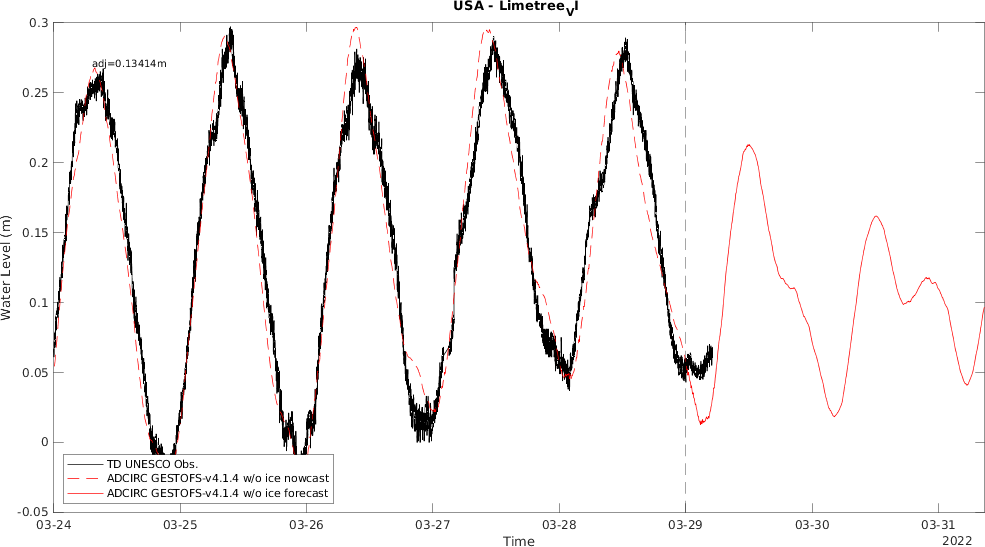 USA - LimetreeVI
adj=0.13414m
0.3
0.25
0.2
0.15
0.1
0.05
0
-0.05
Water Level (m)
TD UNESCO Obs.
ADCIRC GESTOFS-v4.1.4 w/o ice nowcast
ADCIRC GESTOFS-v4.1.4 w/o ice forecast
03-24 03-25 03-26 03-27 03-28 03-29 03-30 03-31
Time
2022